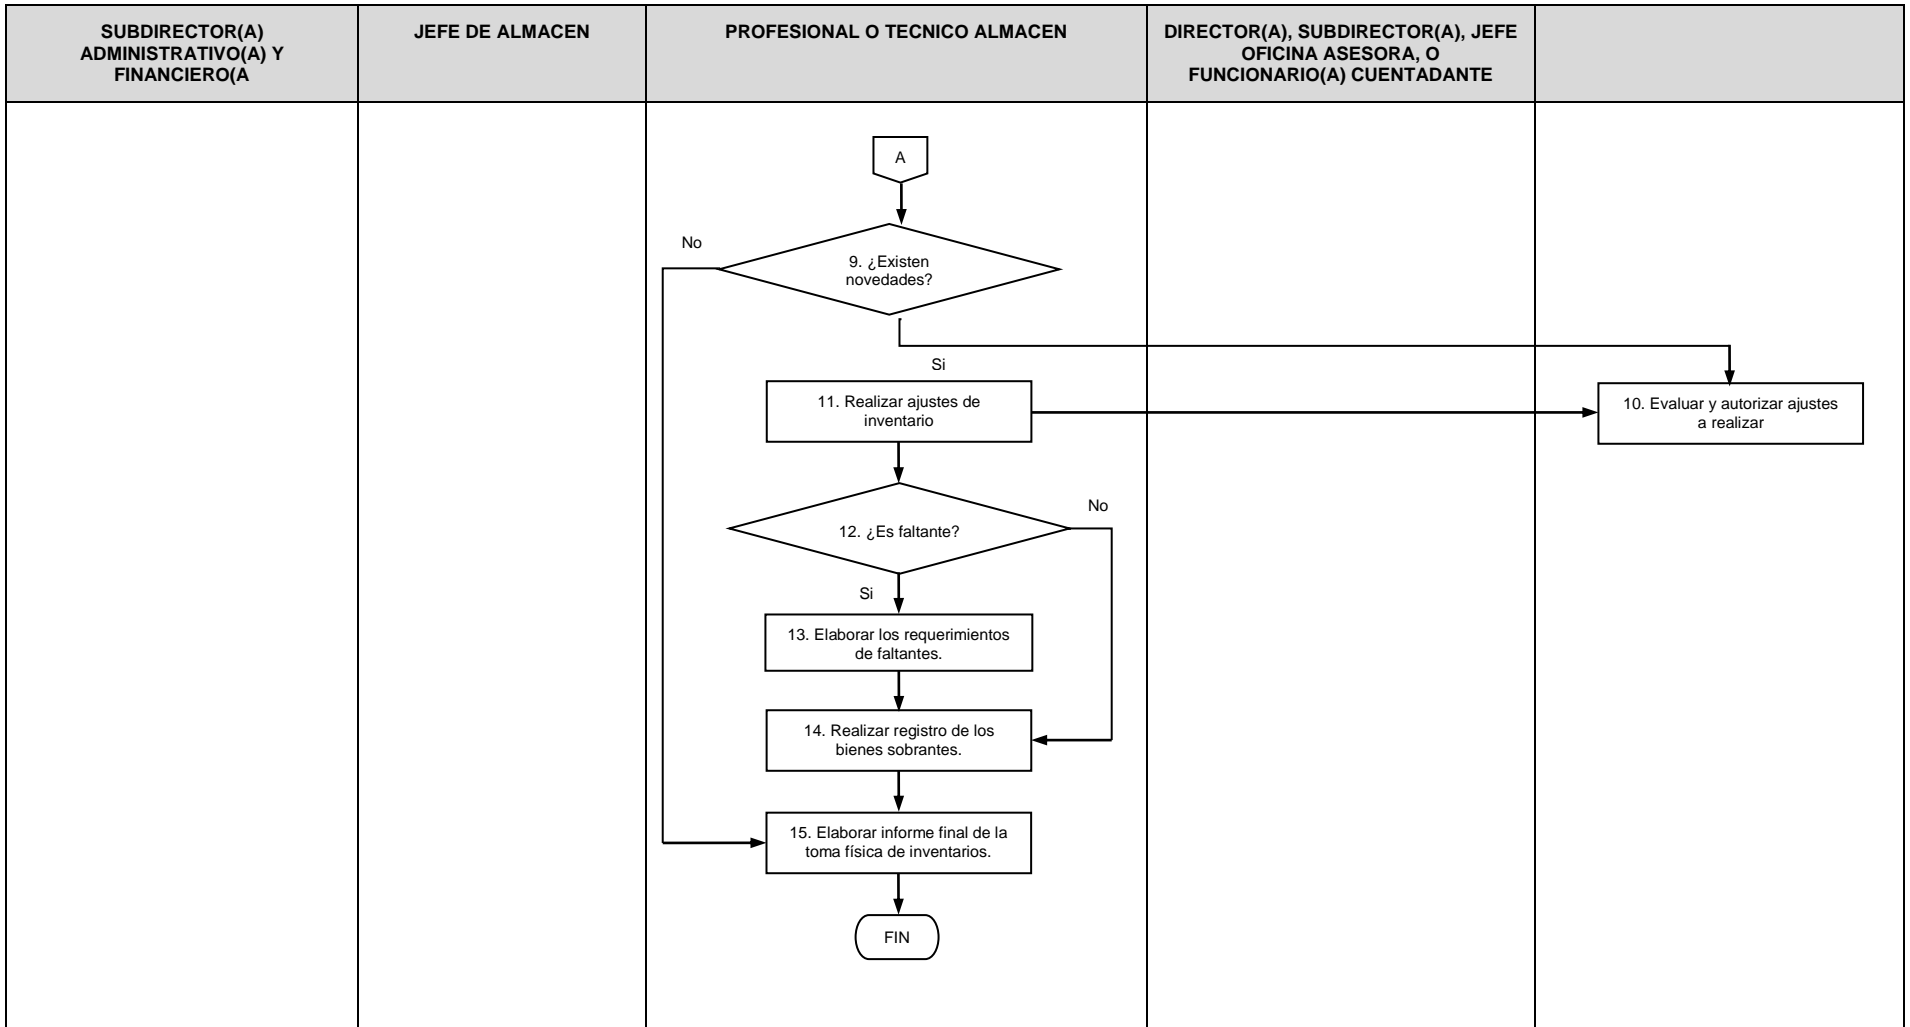 SUBDIRECTOR(A)
ADMINISTRATIVO(A) Y
FINANCIERO(A
JEFE DE ALMACEN
PROFESIONAL O TECNICO ALMACEN
DIRECTOR(A), SUBDIRECTOR(A), JEFE
OFICINA ASESORA, O
FUNCIONARIO(A) CUENTADANTE
A
No
9. ¿Existen
novedades?
Si
11. Realizar ajustes de
inventario
10. Evaluar y autorizar ajustes
a realizar
No
12. ¿Es faltante?
Si
13. Elaborar los requerimientos
de faltantes.
14. Realizar registro de los
bienes sobrantes.
15. Elaborar informe final de la
toma física de inventarios.
FIN